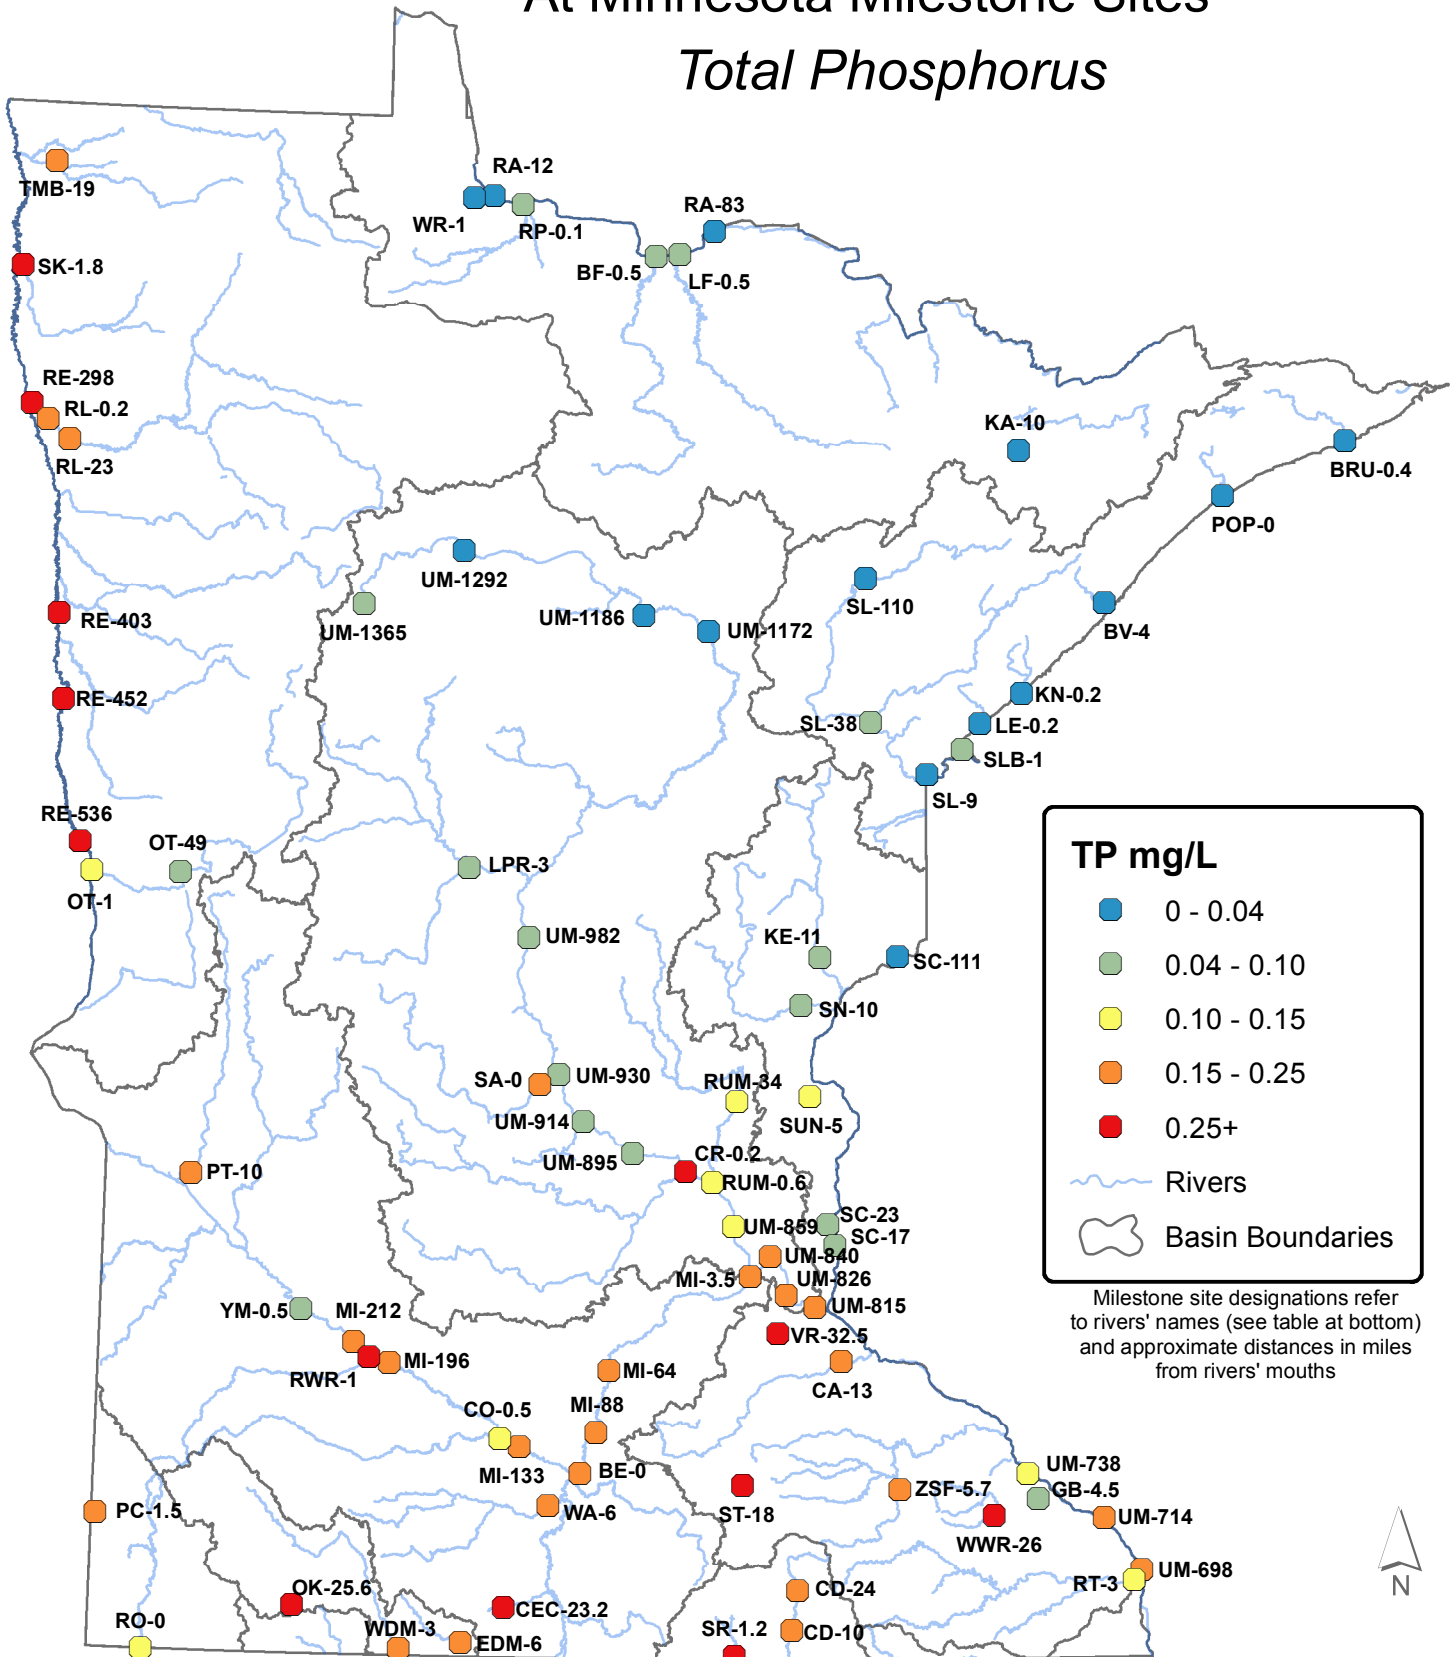 At Minnesota Milestone Sites
Total Phosphorus
TMB-19
RA-12
WR-1
RP-0.1
RA-83
BF-0.5
LF-0.5
SK-1.8
RE-298
RL-0.2
RL-23
KA-10
BRU-0.4
POP-0
UM-1292
UM-1365
UM-1186
UM-1172
SL-110
BV-4
RE-403
RE-452
KN-0.2
SL-38
LE-0.2
SLB-1
SL-9
RE-536
OT-49
OT-1
LPR-3
UM-982
KE-11
SC-111
SN-10
TP mg/L
0 - 0.04
0.04 - 0.10
0.10 - 0.15
0.15 - 0.25
0.25+
Rivers
Basin Boundaries
SA-0
UM-930
RUM-34
UM-914
SUN-5
UM-895
CR-0.2
PT-10
RUM-0.6
UM-859
SC-23
SC-17
UM-840
MI-3.5
UM-826
UM-815
YM-0.5
MI-212
VR-32.5
RWR-1
MI-196
MI-64
CA-13
Milestone site designations refer
to rivers' names (see table at bottom)
and approximate distances in miles
from rivers' mouths
CO-0.5
MI-88
MI-133
BE-0
WA-6
UM-738
GB-4.5
ZSF-5.7
UM-714
PC-1.5
ST-18
WWR-26
UM-698
RT-3
N
OK-25.6
CEC-23.2
CD-24
RO-0
WDM-3
EDM-6
SR-1.2
CD-10